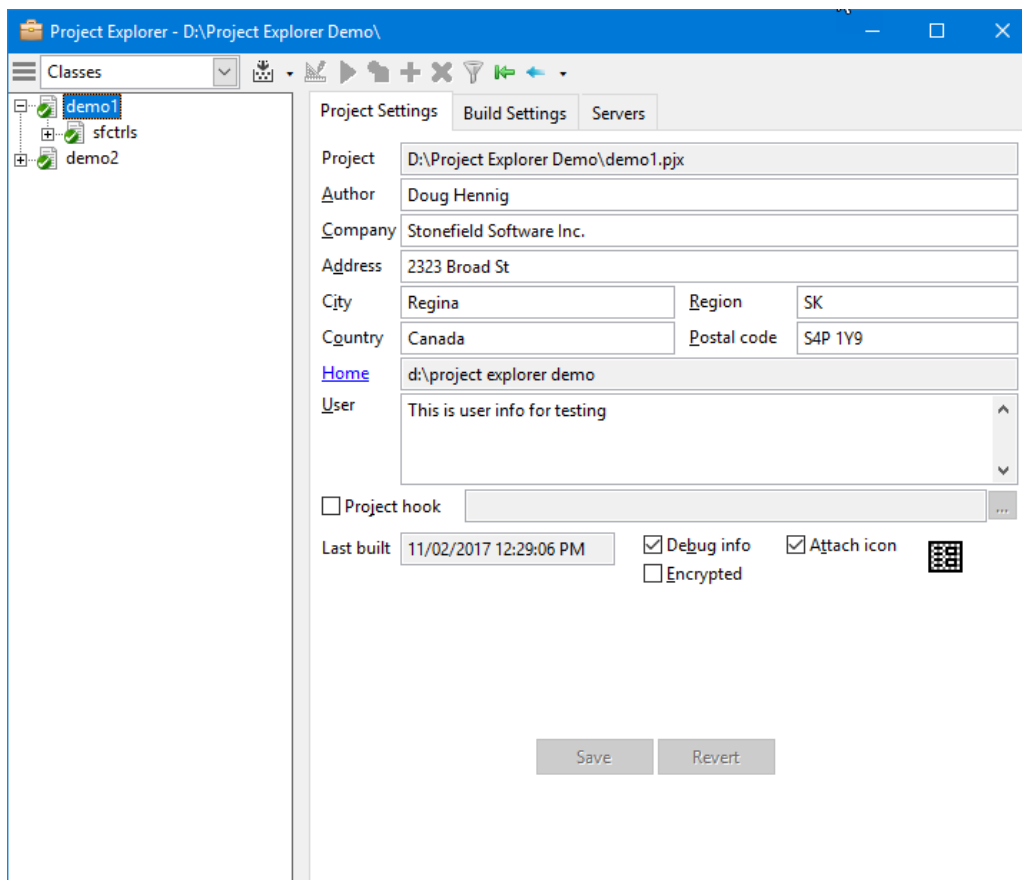 Project Explorer - D:\Project Explorer Demo\
Classes
demo1
sfctrls
demo2
Project Settings Build Settings Servers
Project D:\Project Explorer Demo\demo1.pjx
Author Doug Hennig
Company Stonefield Software Inc.
Address 2323 Broad St
City Regina Region SK
Country Canada Postal code S4P 1Y9
Home d:\project explorer demo
User This is user info for testing
Project hook ...
Last built 11/02/2017 12:29:06 PM Debug info Attach icon
Encrypted
Save Revert